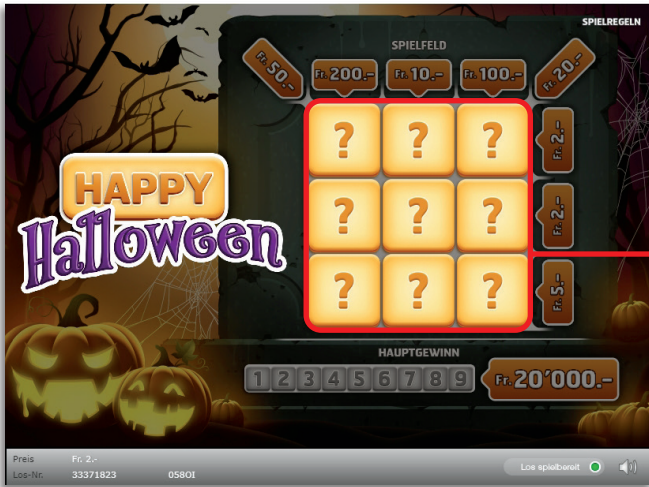 SPIELREGELN
SPIELFELD
Fr. 50.- Fr. 200.- Fr. 10.- Fr. 100.- Fr. 20.-
? ? ? Fr. 2.-
HAPPY
Halloween
? ? ? Fr. 2.-
? ? ? Fr. 5.-
HAUPTGEWINN
1 2 3 4 5 6 7 8 9 Fr. 20'000.-
Preis Fr. 2.-
Los-Nr. 33371823 058OI
Los spielbereit